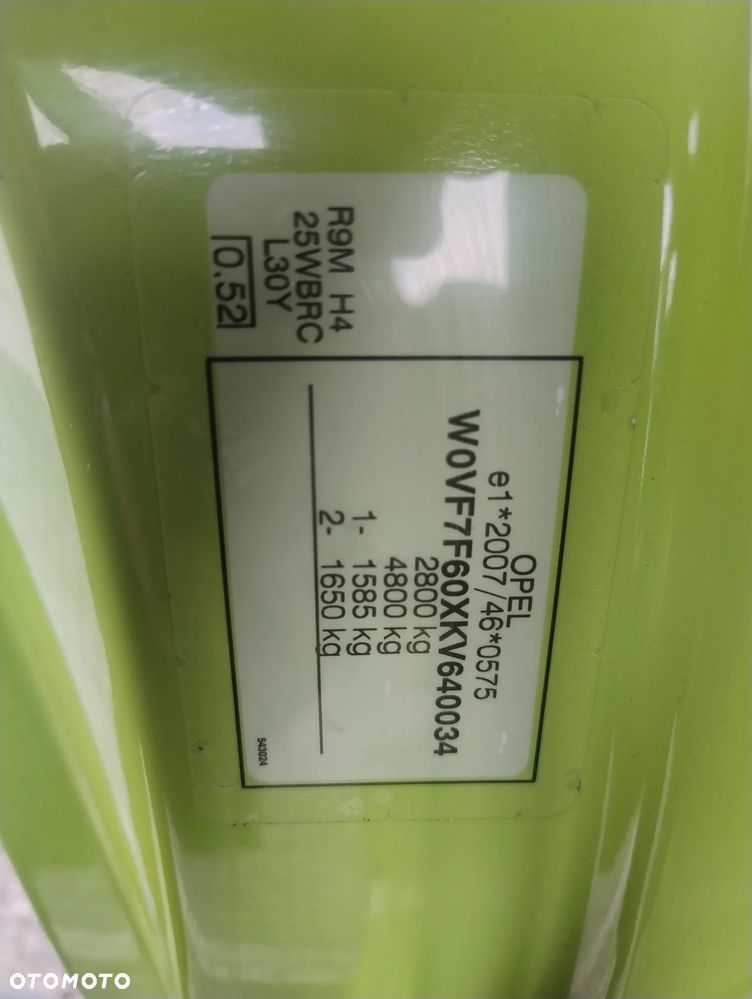 OPEL
e1*2007/46*0575
W0VF7F60XKV640034
2800 kg
4800 kg
1- 1585 kg
2- 1650 kg
543024
R9M H4
25WBRC
L30Y
0.52
OTOMOTO